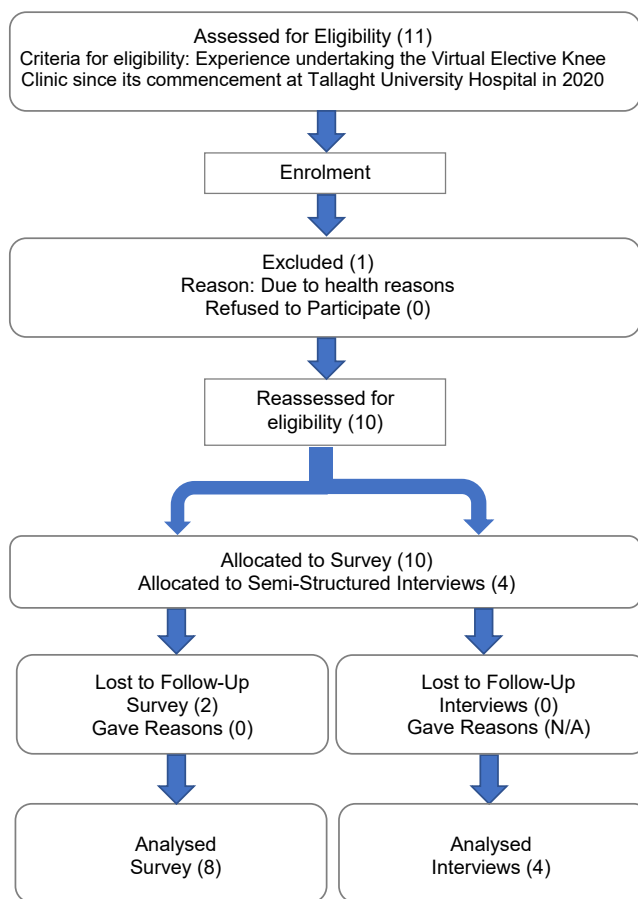 Assessed for Eligibility (11)
Criteria for eligibility: Experience undertaking the Virtual Elective Knee
Clinic since its commencement at Tallaght University Hospital in 2020
Enrolment
Excluded (1)
Reason: Due to health reasons
Refused to Participate (0)
Reassessed for
eligibility (10)
Allocated to Survey (10)
Allocated to Semi-Structured Interviews (4)
Lost to Follow-Up
Survey (2)
Gave Reasons (0)
Lost to Follow-Up
Interviews (0)
Gave Reasons (N/A)
Analysed
Survey (8)
Analysed
Interviews (4)